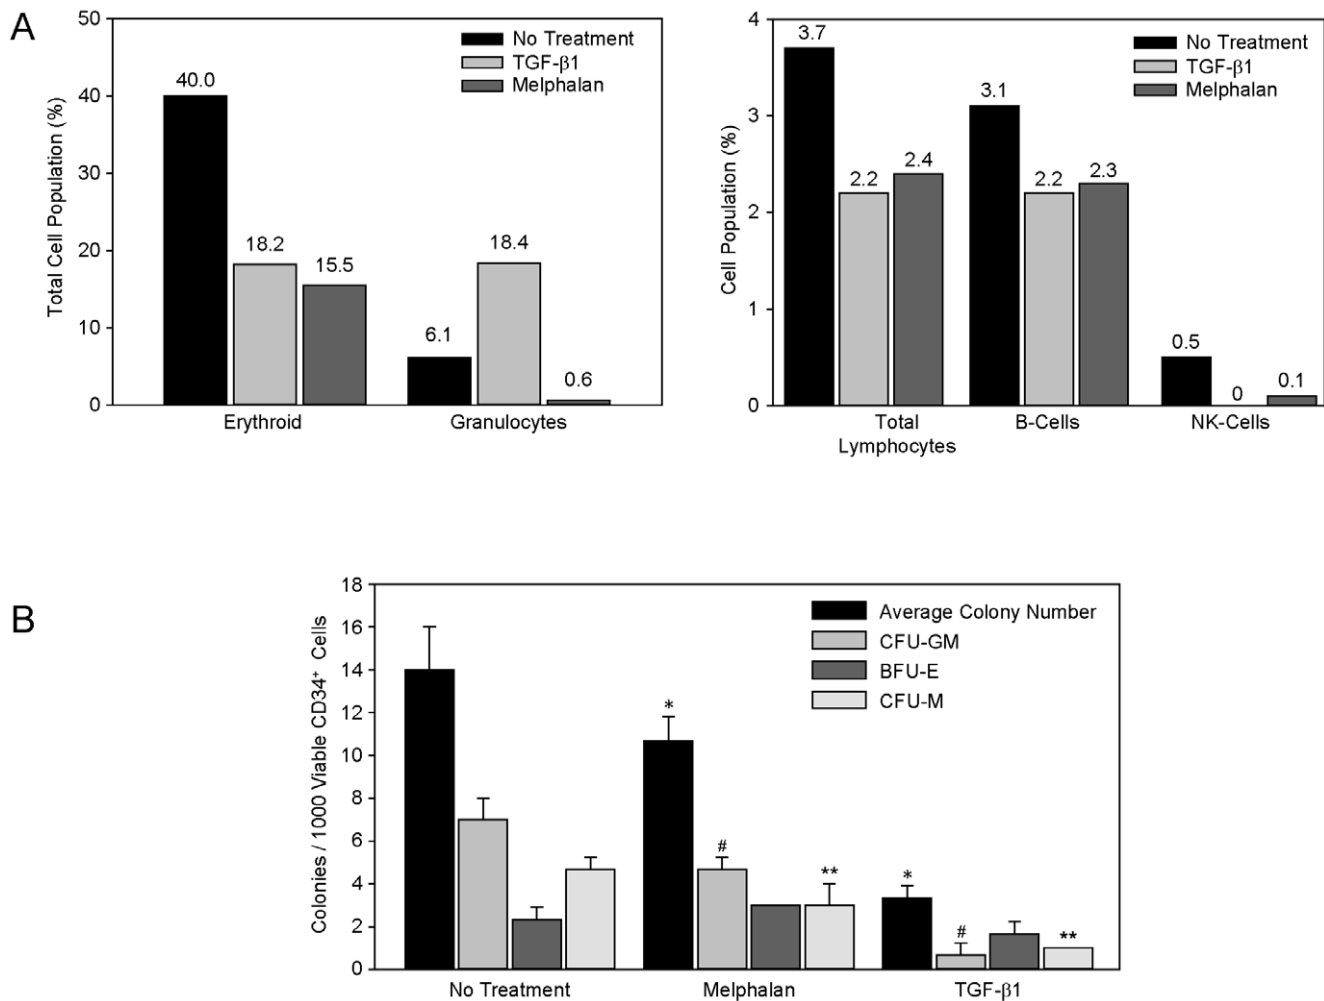 A
Total Cell Population (%)
50
40
30
20
10
0
No Treatment
TGF-β1
Melphalan
40.0
18.2
15.5
6.1
18.4
0.6
Erythroid
Granulocytes
Cell Population (%)
4
3
2
1
0
No Treatment
TGF-β1
Melphalan
3.7
2.2
2.4
3.1
2.2
2.3
0.5
0
0.1
Total
Lymphocytes
B-Cells
NK-Cells
B
Colonies / 1000 Viable CD34⁺ Cells
18
16
14
12
10
8
6
4
2
0
Average Colony Number
CFU-GM
BFU-E
CFU-M
*
#
**
*
#
**
No Treatment
Melphalan
TGF-β1